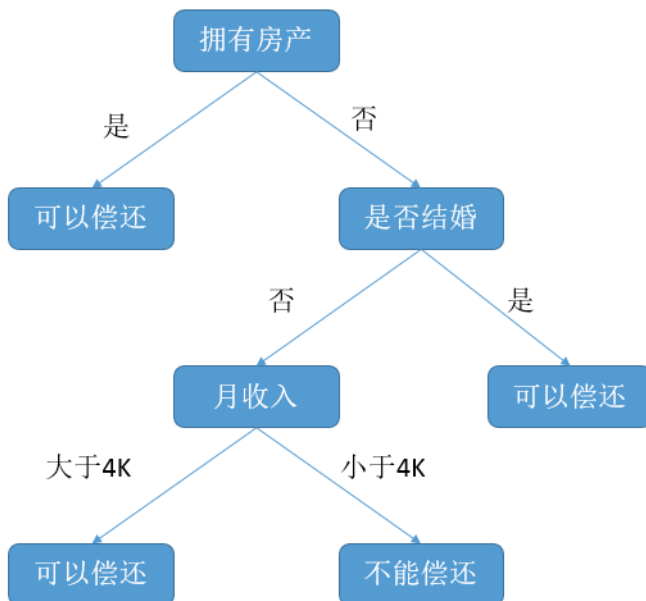 拥有房产
是
否
可以偿还
是否结婚
否
是
月收入
可以偿还
大于4K
小于4K
可以偿还
不能偿还